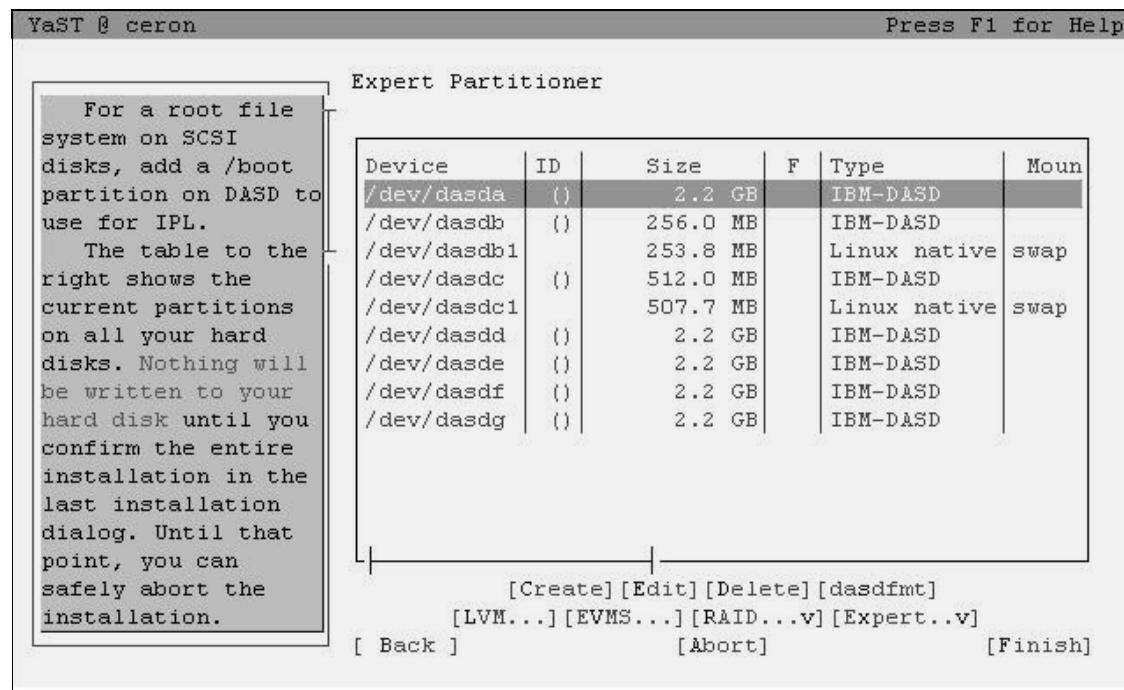 YaST @ ceron Press F1 for Help
For a root file
system on SCSI
disks, add a /boot
partition on DASD to
use for IPL.
The table to the
right shows the
current partitions
on all your hard
disks. Nothing will
be written to your
hard disk until you
confirm the entire
installation in the
last installation
dialog. Until that
point, you can
safely abort the
installation.
Expert Partitioner
Device | ID | Size | F | Type | Moun
/dev/dasda | () | 2.2 GB | | IBM-DASD |
/dev/dasdb | () | 256.0 MB | | IBM-DASD |
/dev/dasdb1 | | 253.8 MB | | Linux native | swap
/dev/dasdc | () | 512.0 MB | | IBM-DASD |
/dev/dasdc1 | | 507.7 MB | | Linux native | swap
/dev/dasdd | () | 2.2 GB | | IBM-DASD |
/dev/dasde | () | 2.2 GB | | IBM-DASD |
/dev/dasdf | () | 2.2 GB | | IBM-DASD |
/dev/dasdg | () | 2.2 GB | | IBM-DASD |
[Create][Edit][Delete][dasdfmt]
[LVM...][EVMS...][RAID...v][Expert..v]
[ Back ] [Abort] [Finish]